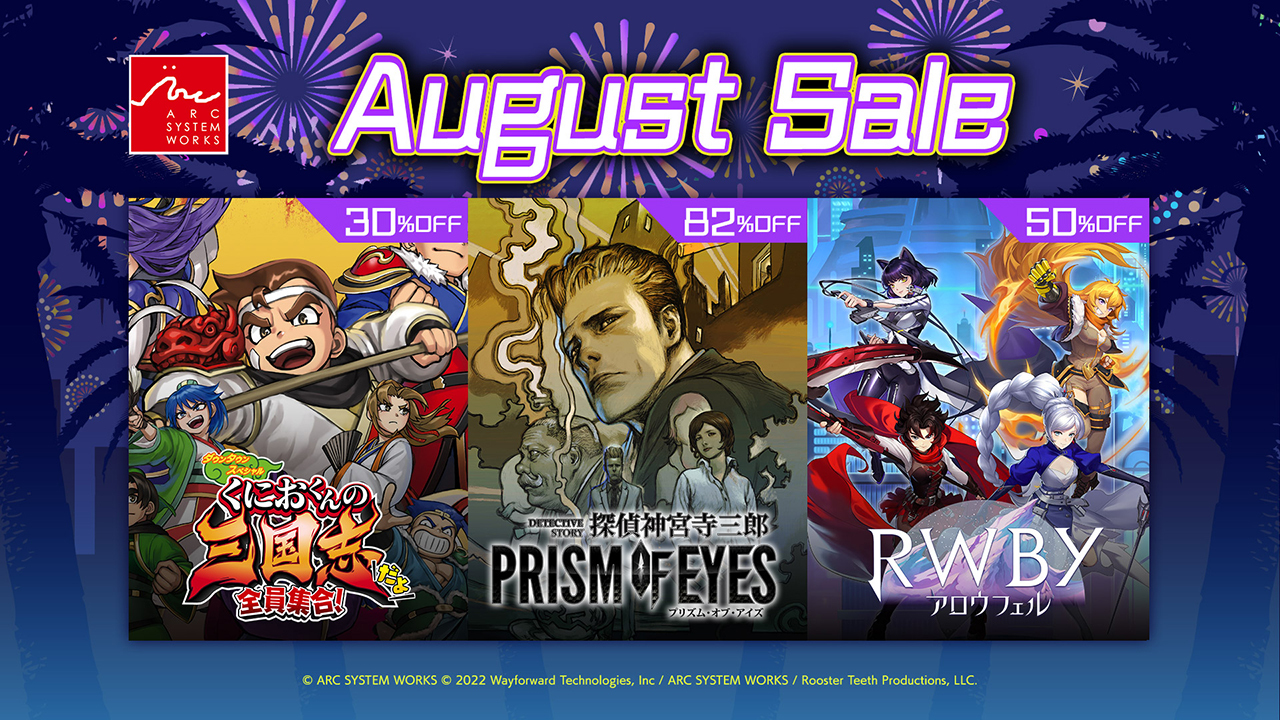 Arc
ARC
SYSTEM
WORKS
August Sale
30%OFF
82%OFF
50%OFF
ダウンタウン
スペシャル
くにおくんの
三国志だよ
全員集合!
DETECTIVE
STORY
探偵神宮寺三郎
PRISM OF EYES
プリズム・オブ・アイズ
RWBY
アロウフェル
© ARC SYSTEM WORKS © 2022 Wayforward Technologies, Inc / ARC SYSTEM WORKS / Rooster Teeth Productions, LLC.